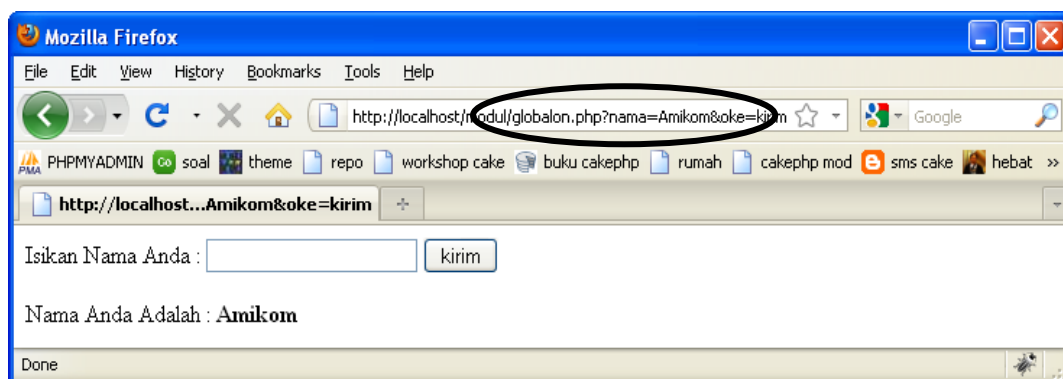 Mozilla Firefox
File Edit View History Bookmarks Tools Help
http://localhost/modul/globalon.php?nama=Amikom&oke=kirim Google
PMA PHPMYADMIN Go soal theme repo workshop cake buku cakephp rumah cakephp mod sms cake hebat »
http://localhost...Amikom&oke=kirim
Isikan Nama Anda : kirim
Nama Anda Adalah : Amikom
Done